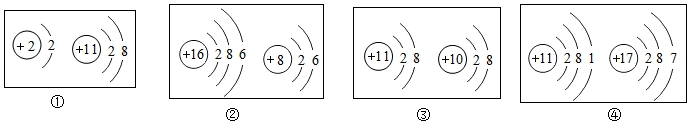 +2 2 +11 2 8
①
+16 2 8 6 +8 2 6
②
+11 2 8 +10 2 8
③
+11 2 8 1 +17 2 8 7
④